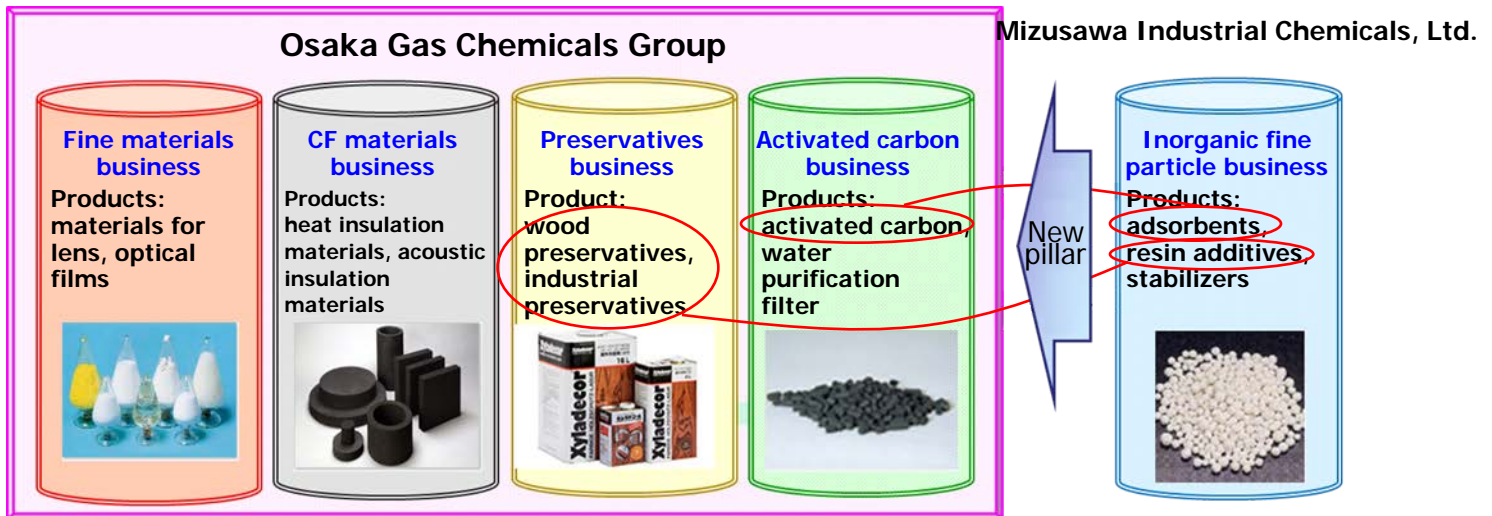 Osaka Gas Chemicals Group
Mizusawa Industrial Chemicals, Ltd.
Fine materials
business
Products:
materials for
lens, optical
films
CF materials
business
Products:
heat insulation
materials, acoustic
insulation
materials
Preservatives
business
Product:
wood
preservatives,
industrial
preservatives
Xyladecor
Xyladecor
Activated carbon
business
Products:
activated carbon,
water
purification
filter
New
pillar
Inorganic fine
particle business
Products:
adsorbents,
resin additives,
stabilizers